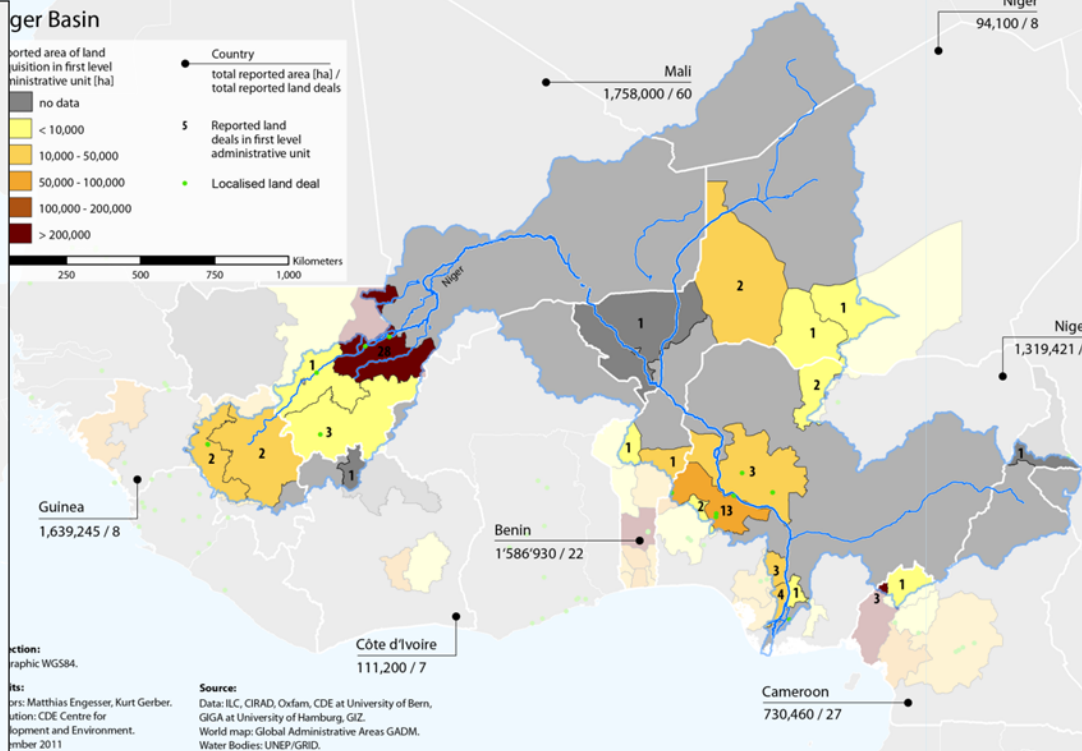 ger Basin
ported area of land
quisition in first level
ministrative unit [ha]
no data
< 10,000
10,000 - 50,000
50,000 - 100,000
100,000 - 200,000
> 200,000
Country
total reported area [ha] /
total reported land deals
5 Reported land
deals in first level
administrative unit
Localised land deal
250 500 750 1,000 Kilometers
Niger
94,100 / 8
Mali
1,758,000 / 60
Niger
2
1
1
1
Nige
1,319,421 /
28
1
2
3
1
3
1
1
2
2
1
2
13
Guinea
1,639,245 / 8
Benin
1'586'930 / 22
3
4
1
1
3
Côte d'Ivoire
111,200 / 7
Cameroon
730,460 / 27
ection:
raphic WGS84.
its:
ors: Matthias Engesser, Kurt Gerber.
ution: CDE Centre for
lopment and Environment.
ember 2011
Source:
Data: ILC, CIRAD, Oxfam, CDE at University of Bern,
GIGA at University of Hamburg, GIZ.
World map: Global Administrative Areas GADM.
Water Bodies: UNEP/GRID.